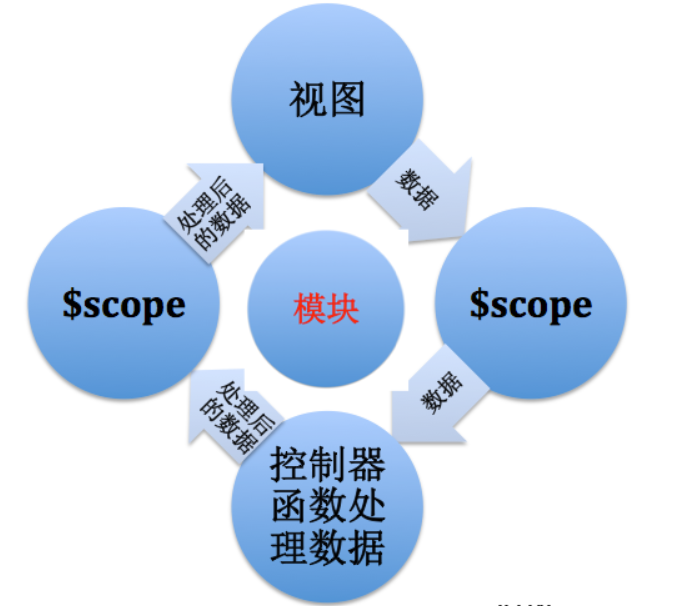 视图
处理后
的数据
数据
$scope
模块
$scope
处理后
的数据
数据
控制器
函数处
理数据